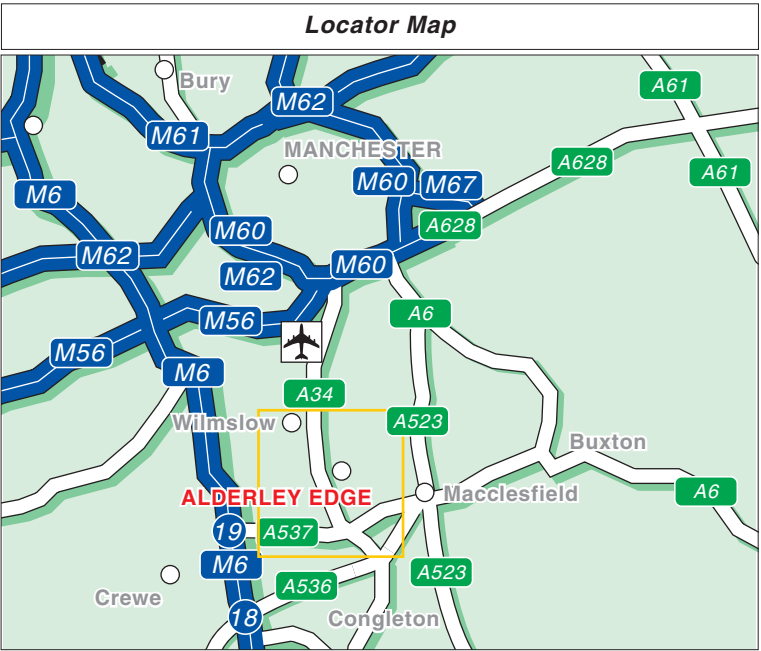 Locator Map
Bury
A61
M62
M61
MANCHESTER
A628
A61
M60
M67
M6
A628
M60
M62
M60
M62
A6
M56
M56
M6
A34
Wilmslow
A523
Buxton
ALDERLEY EDGE
Macclesfield
A6
19
A537
M6
A536
A523
Crewe
18
Congleton